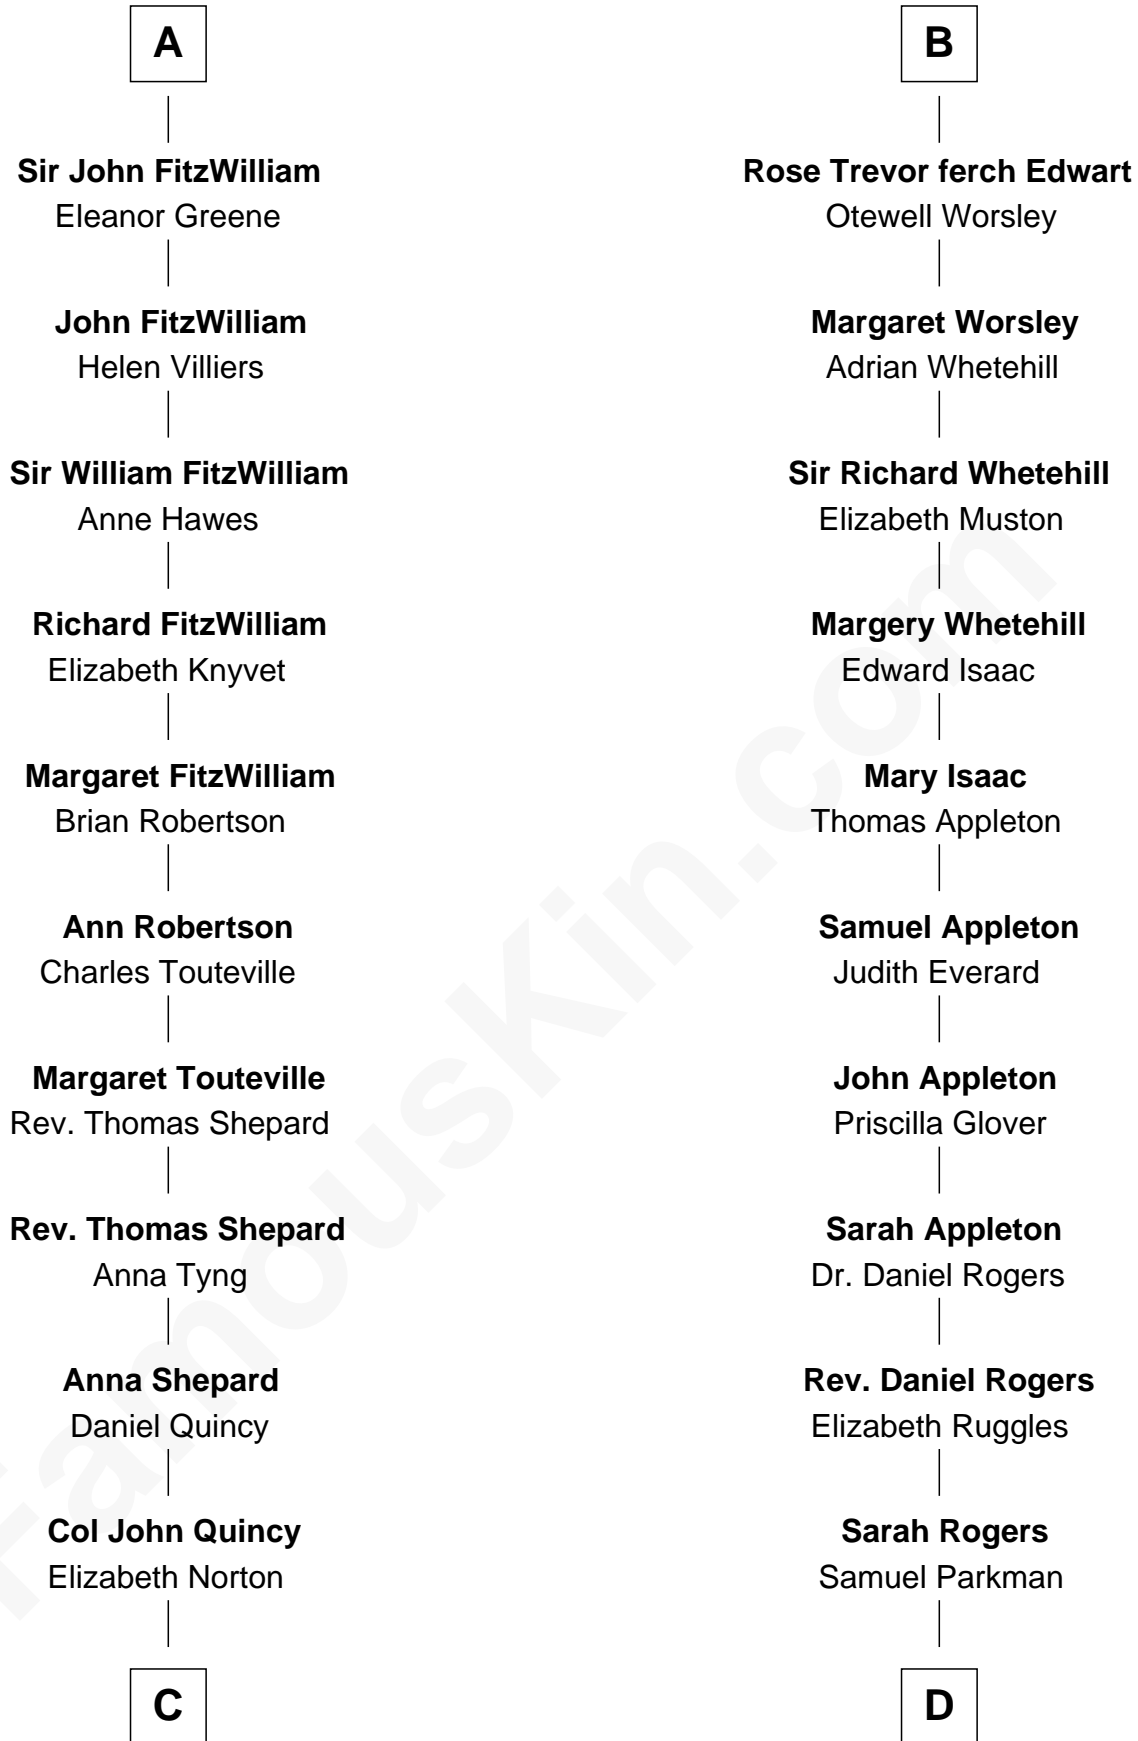 A
Sir John FitzWilliam
Eleanor Greene
John FitzWilliam
Helen Villiers
Sir William FitzWilliam
Anne Hawes
Richard FitzWilliam
Elizabeth Knyvet
Margaret FitzWilliam
Brian Robertson
Ann Robertson
Charles Touteville
Margaret Touteville
Rev. Thomas Shepard
Rev. Thomas Shepard
Anna Tyng
Anna Shepard
Daniel Quincy
Col John Quincy
Elizabeth Norton
C
B
Rose Trevor ferch Edwart
Otewell Worsley
Margaret Worsley
Adrian Whetehill
Sir Richard Whetehill
Elizabeth Muston
Margery Whetehill
Edward Isaac
Mary Isaac
Thomas Appleton
Samuel Appleton
Judith Everard
John Appleton
Priscilla Glover
Sarah Appleton
Dr. Daniel Rogers
Rev. Daniel Rogers
Elizabeth Ruggles
Sarah Rogers
Samuel Parkman
D
FamousKin.com